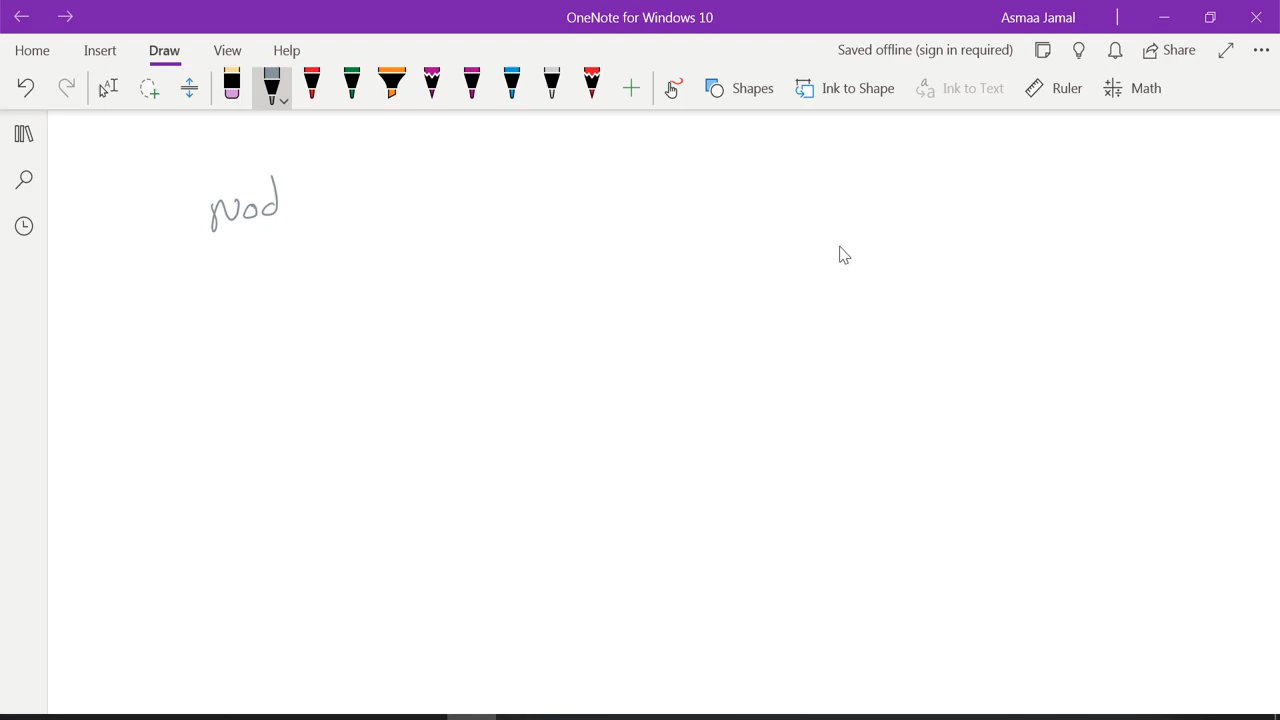 OneNote for Windows 10
Asmaa Jamal
Home Insert Draw View Help
Saved offline (sign in required)
Share
Shapes
Ink to Shape
Ink to Text
Ruler
Math
Nod